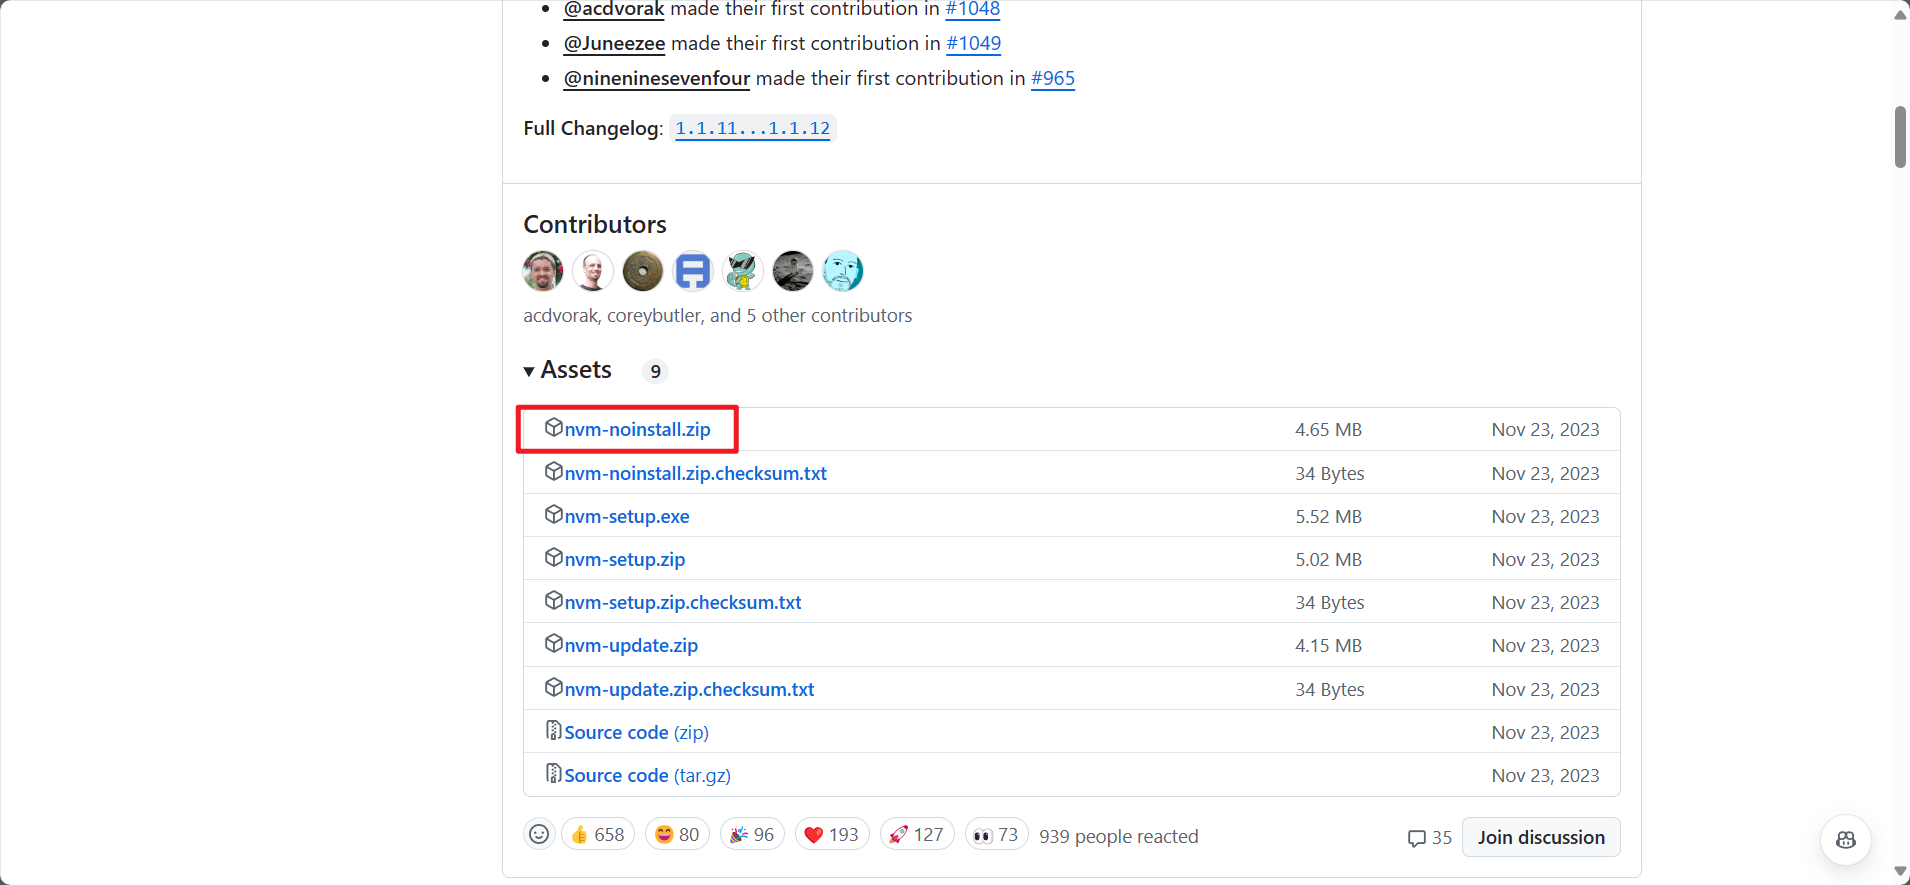 @acdvorak made their first contribution in #1048
@Juneezee made their first contribution in #1049
@nineninesevenfour made their first contribution in #965
Full Changelog: 1.1.11...1.1.12
Contributors
acdvorak, coreybutler, and 5 other contributors
Assets 9
nvm-noinstall.zip 4.65 MB Nov 23, 2023
nvm-noinstall.zip.checksum.txt 34 Bytes Nov 23, 2023
nvm-setup.exe 5.52 MB Nov 23, 2023
nvm-setup.zip 5.02 MB Nov 23, 2023
nvm-setup.zip.checksum.txt 34 Bytes Nov 23, 2023
nvm-update.zip 4.15 MB Nov 23, 2023
nvm-update.zip.checksum.txt 34 Bytes Nov 23, 2023
Source code (zip) Nov 23, 2023
Source code (tar.gz) Nov 23, 2023
658 80 96 193 127 73 939 people reacted 35 Join discussion